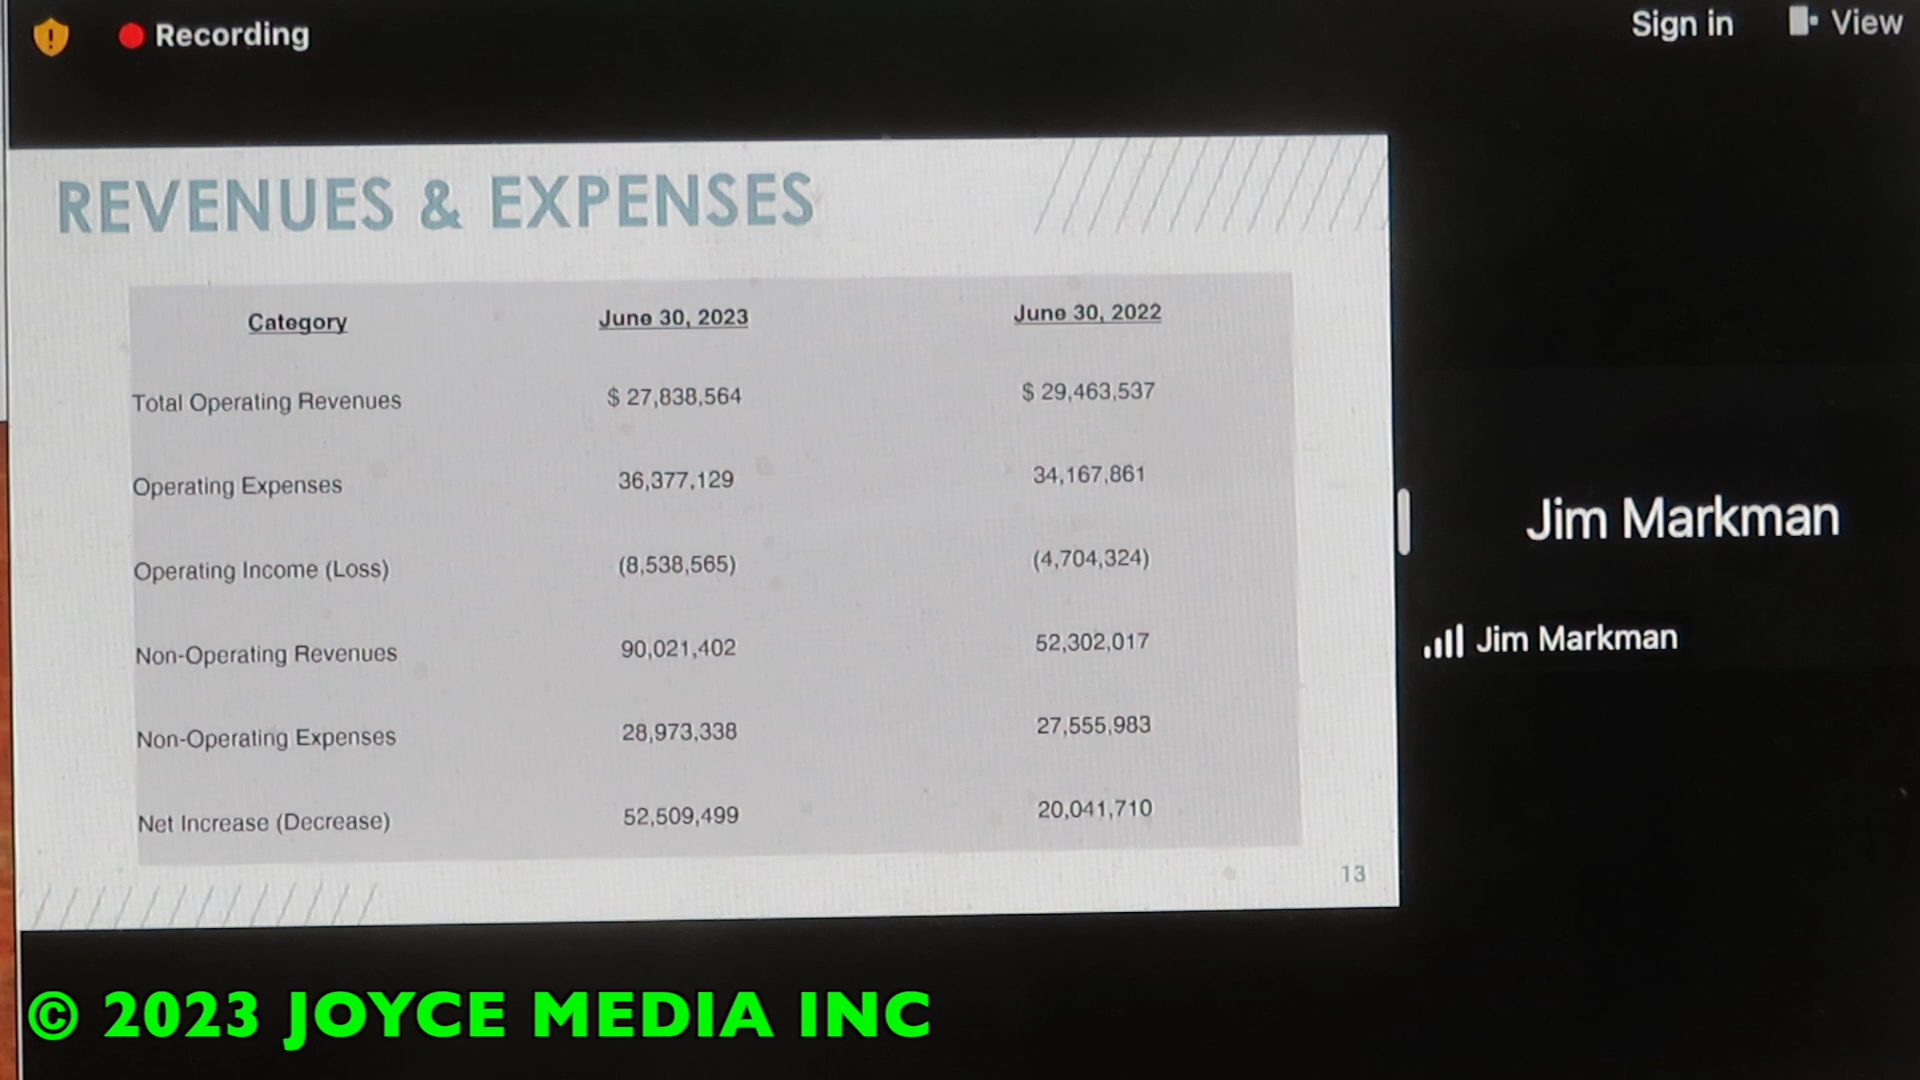 Recording
Sign in View
REVENUES & EXPENSES
Category June 30, 2023 June 30, 2022
Total Operating Revenues $ 27,838,564 $ 29,463,537
Operating Expenses 36,377,129 34,167,861
Operating Income (Loss) (8,538,565) (4,704,324)
Non-Operating Revenues 90,021,402 52,302,017
Non-Operating Expenses 28,973,338 27,555,983
Net Increase (Decrease) 52,509,499 20,041,710
13
Jim Markman
Jim Markman
© 2023 JOYCE MEDIA INC